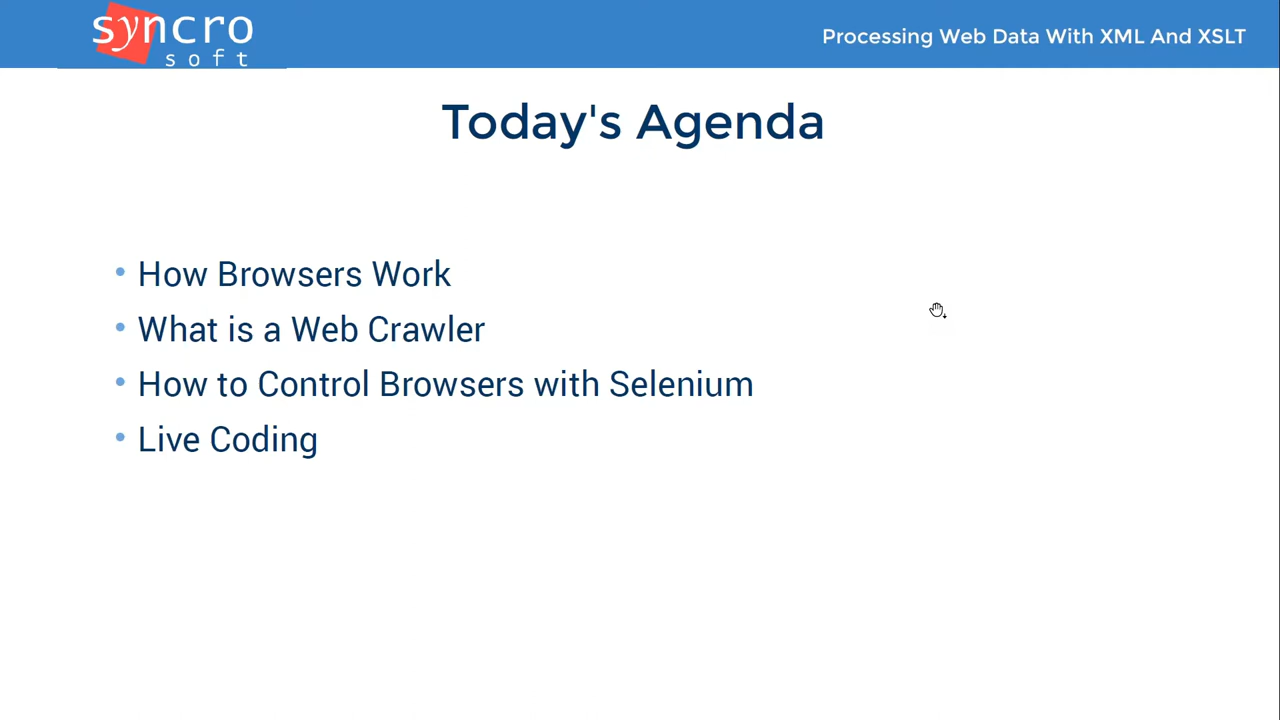 syncro
soft
Processing Web Data With XML And XSLT
Today's Agenda
• How Browsers Work
• What is a Web Crawler
• How to Control Browsers with Selenium
• Live Coding